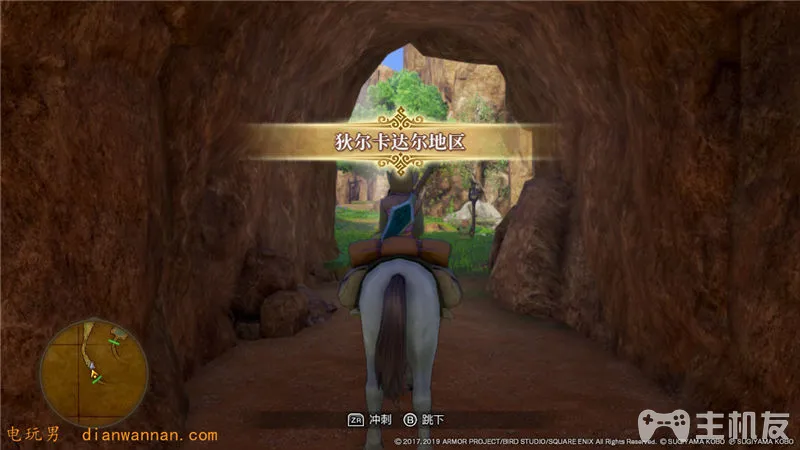 狄尔卡达尔地区
ZR 冲刺 B 跳下
电玩男 dianwannan.com
主机友
©2017,2019 ARMOR PROJECT/BIRD STUDIO/SQUARE ENIX All Rights Reserved. ©SUGIYAMA KOBO ℗SUGIYAMA KOBO